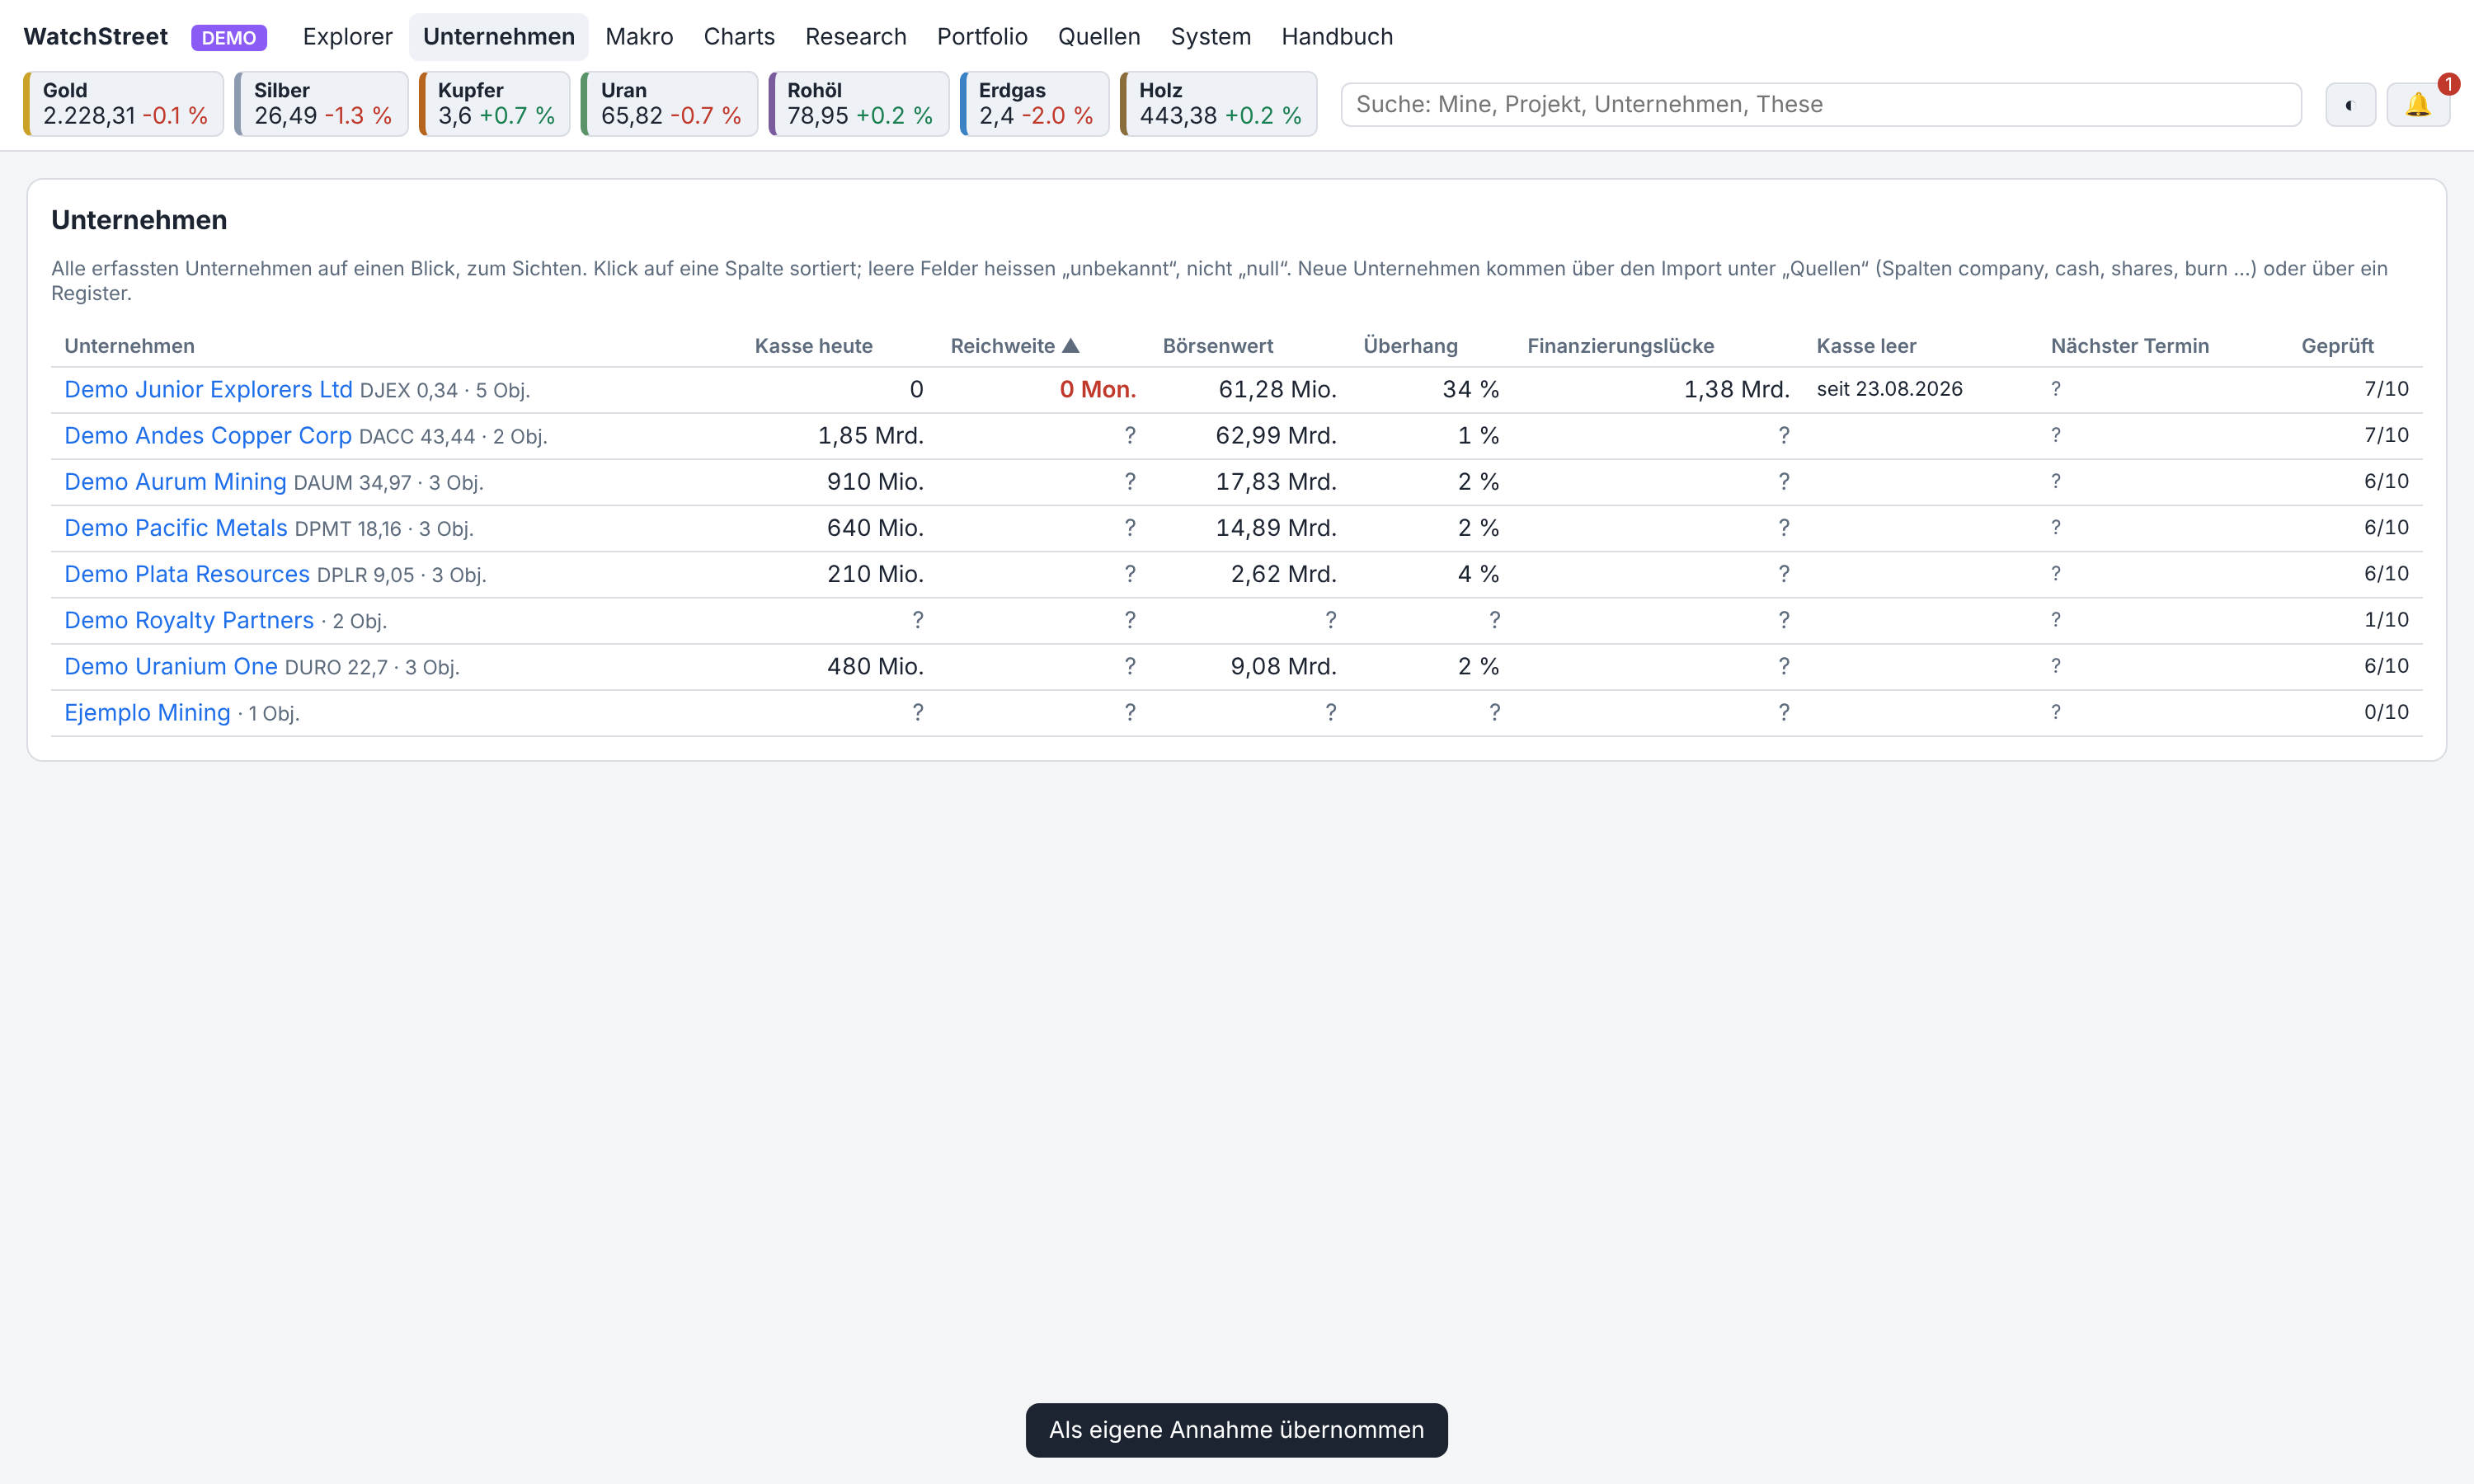 WatchStreet DEMO Explorer Unternehmen Makro Charts Research Portfolio Quellen System Handbuch
Gold Silber Kupfer Uran Rohöl Erdgas Holz
2.228,31 -0.1 % 26,49 -1.3 % 3,6 +0.7 % 65,82 -0.7 % 78,95 +0.2 % 2,4 -2.0 % 443,38 +0.2 %
Suche: Mine, Projekt, Unternehmen, These
1
Unternehmen
Alle erfassten Unternehmen auf einen Blick, zum Sichten. Klick auf eine Spalte sortiert; leere Felder heissen „unbekannt“, nicht „null“. Neue Unternehmen kommen über den Import unter „Quellen“ (Spalten company, cash, shares, burn …) oder über ein
Register.
Unternehmen Kasse heute Reichweite ▲ Börsenwert Überhang Finanzierungslücke Kasse leer Nächster Termin Geprüft
Demo Junior Explorers Ltd DJEX 0,34 · 5 Obj. 0 0 Mon. 61,28 Mio. 34 % 1,38 Mrd. seit 23.08.2026 ? 7/10
Demo Andes Copper Corp DACC 43,44 · 2 Obj. 1,85 Mrd. ? 62,99 Mrd. 1 % ? ? 7/10
Demo Aurum Mining DAUM 34,97 · 3 Obj. 910 Mio. ? 17,83 Mrd. 2 % ? ? 6/10
Demo Pacific Metals DPMT 18,16 · 3 Obj. 640 Mio. ? 14,89 Mrd. 2 % ? ? 6/10
Demo Plata Resources DPLR 9,05 · 3 Obj. 210 Mio. ? 2,62 Mrd. 4 % ? ? 6/10
Demo Royalty Partners · 2 Obj. ? ? ? ? ? ? 1/10
Demo Uranium One DURO 22,7 · 3 Obj. 480 Mio. ? 9,08 Mrd. 2 % ? ? 6/10
Ejemplo Mining · 1 Obj. ? ? ? ? ? ? 0/10
Als eigene Annahme übernommen